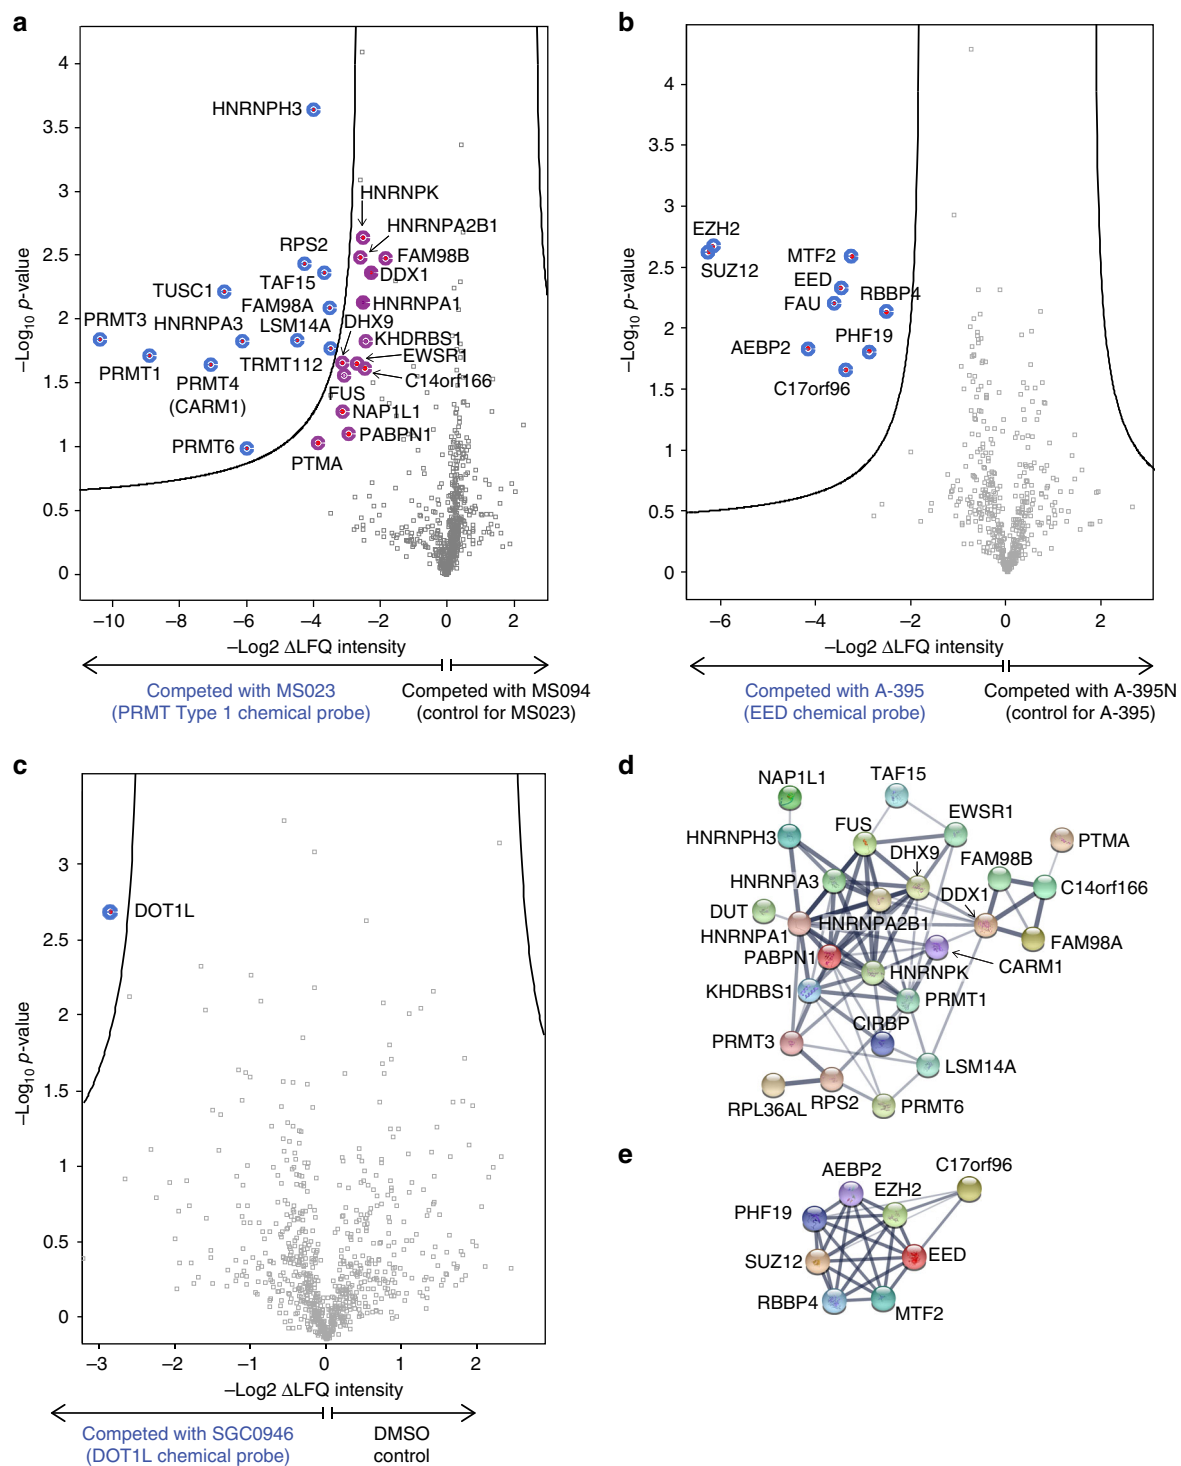 a
4
3.5
3
2.5
2
1.5
1
0.5
0
–Log10 p-value
HNRNPH3
HNRNPK
HNRNPA2B1
RPS2
FAM98B
TAF15
DDX1
TUSC1
FAM98A
HNRNPA1
PRMT3
HNRNPA3
LSM14A
DHX9
KHDRBS1
PRMT1
TRMT112
EWSR1
PRMT4
(CARM1)
C14orf166
FUS
NAP1L1
PRMT6
PABPN1
PTMA
–10
–8
–6
–4
–2
0
2
–Log2 ΔLFQ intensity
Competed with MS023
(PRMT Type 1 chemical probe)
Competed with MS094
(control for MS023)
b
4
3.5
3
2.5
2
1.5
1
0.5
0
–Log10 p-value
EZH2
SUZ12
MTF2
EED
FAU
RBBP4
AEBP2
PHF19
C17orf96
–6
–4
–2
0
2
–Log2 ΔLFQ intensity
Competed with A-395
(EED chemical probe)
Competed with A-395N
(control for A-395)
c
3
2.5
2
1.5
1
0.5
0
–Log10 p-value
DOT1L
–3
–2
–1
0
1
2
–Log2 ΔLFQ intensity
Competed with SGC0946
(DOT1L chemical probe)
DMSO
control
d
NAP1L1
TAF15
HNRNPH3
FUS
EWSR1
PTMA
DHX9
FAM98B
HNRNPA3
DDX1
C14orf166
DUT
HNRNPA2B1
HNRNPA1
FAM98A
PABPN1
HNRNPK
CARM1
KHDRBS1
PRMT1
CIRBP
PRMT3
LSM14A
RPL36AL
RPS2
PRMT6
e
AEBP2
C17orf96
EZH2
PHF19
SUZ12
EED
RBBP4
MTF2